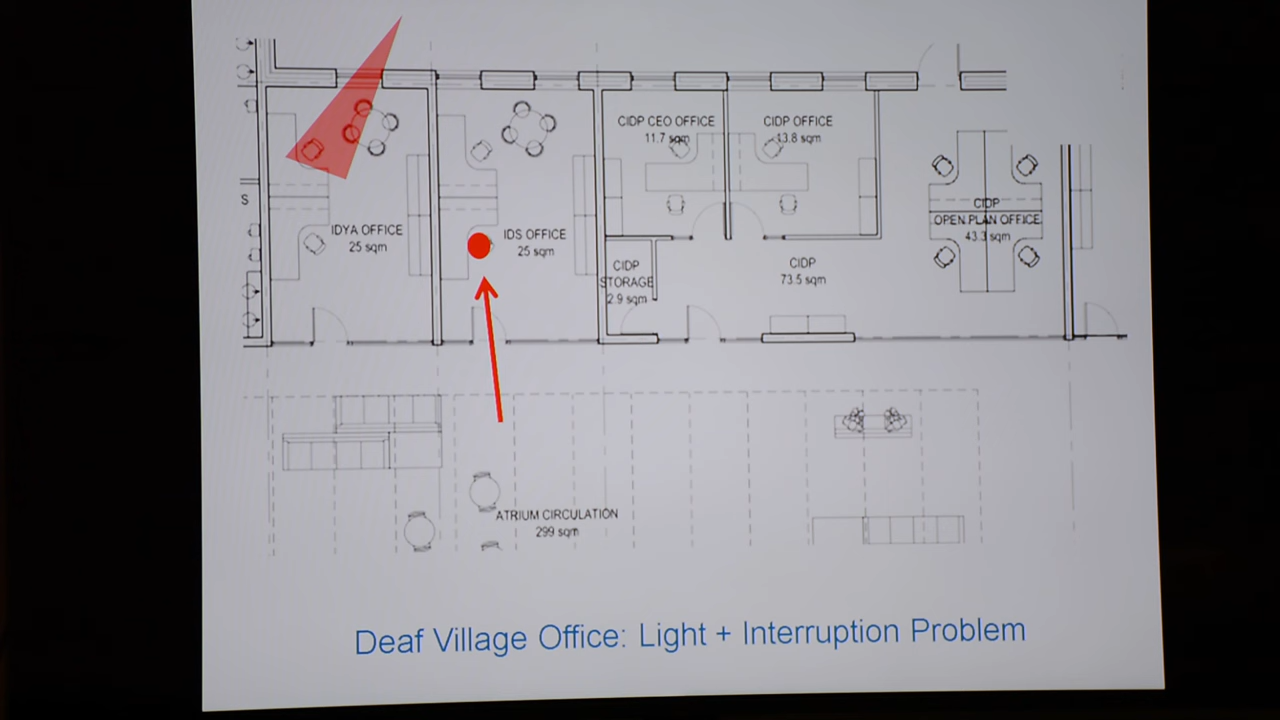 CIDP CEO OFFICE
11.7 sqm
CIDP OFFICE
13.8 sqm
S
IDYA OFFICE
25 sqm
IDS OFFICE
25 sqm
CIDP
OPEN PLAN OFFICE
43.3 sqm
CIDP
STORAGE
2.9 sqm
CIDP
73.5 sqm
ATRIUM CIRCULATION
299 sqm
Deaf Village Office: Light + Interruption Problem